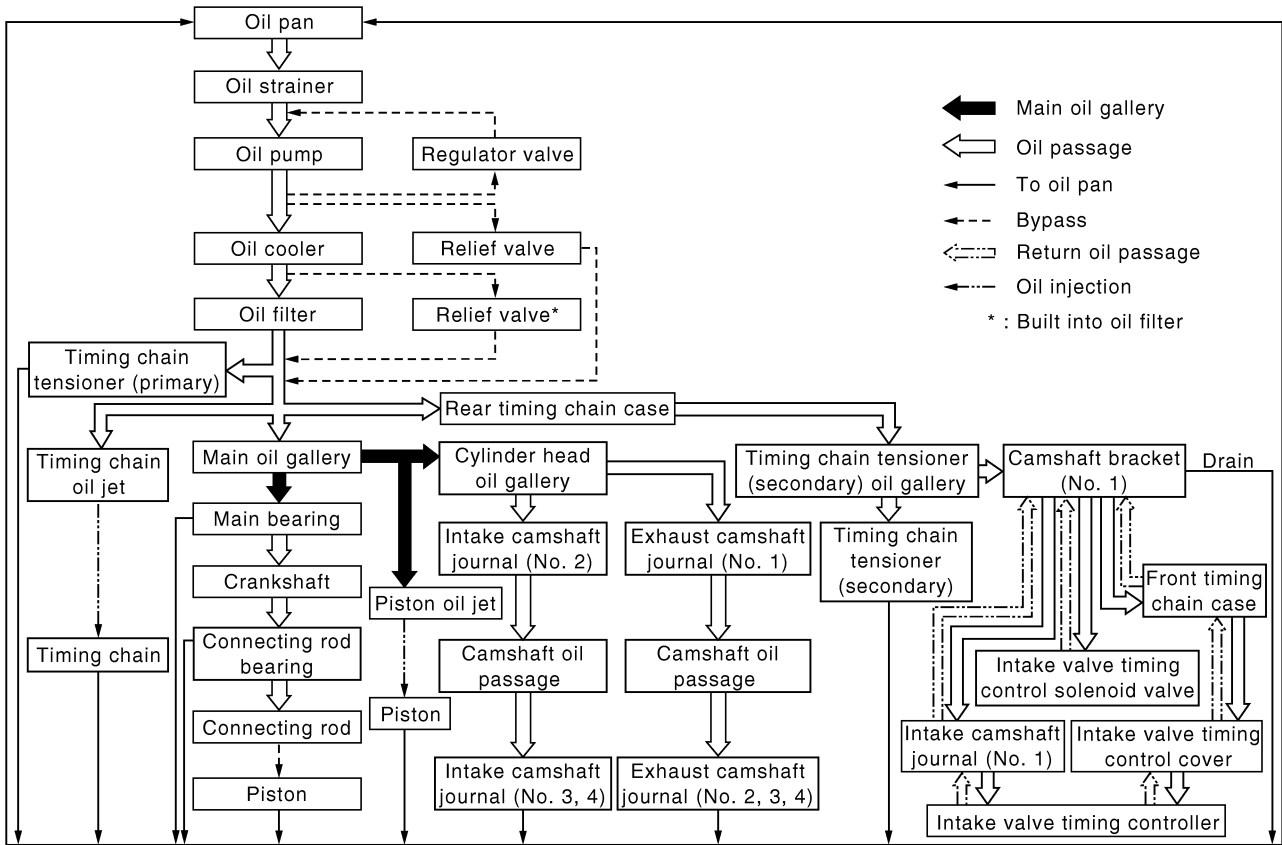 Oil pan
Oil strainer
Oil pump
Regulator valve
Oil cooler
Relief valve
Oil filter
Relief valve*
Main oil gallery
Oil passage
To oil pan
Bypass
Return oil passage
Oil injection
* : Built into oil filter
Timing chain
tensioner (primary)
Rear timing chain case
Timing chain
oil jet
Main oil gallery
Cylinder head
oil gallery
Timing chain tensioner
(secondary) oil gallery
Camshaft bracket
(No. 1)
Drain
Main bearing
Intake camshaft
journal (No. 2)
Exhaust camshaft
journal (No. 1)
Timing chain
tensioner
(secondary)
Crankshaft
Piston oil jet
Front timing
chain case
Timing chain
Connecting rod
bearing
Camshaft oil
passage
Camshaft oil
passage
Intake valve timing
control solenoid valve
Connecting rod
Piston
Intake camshaft
journal (No. 1)
Intake valve timing
control cover
Piston
Intake camshaft
journal (No. 3, 4)
Exhaust camshaft
journal (No. 2, 3, 4)
Intake valve timing controller